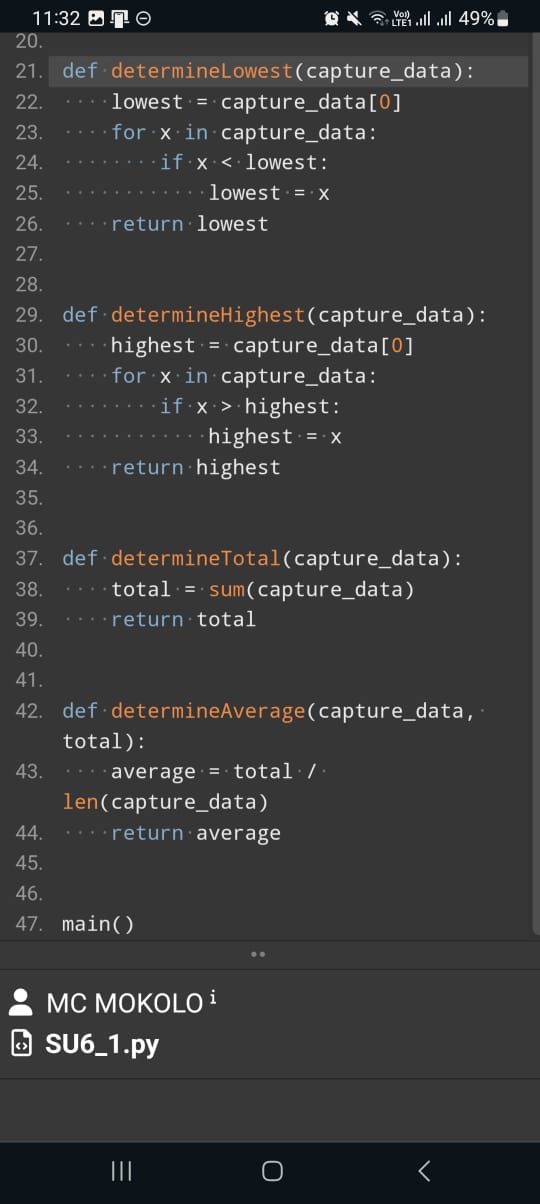 11:32 49%
Vo))
LTE1
20.
21. def determineLowest(capture_data):
22. ····lowest = capture_data[0]
23. ····for x in capture_data:
24. ········if x < lowest:
25. ············lowest = x
26. ····return lowest
27.
28.
29. def determineHighest(capture_data):
30. ····highest = capture_data[0]
31. ····for x in capture_data:
32. ········if x > highest:
33. ············highest = x
34. ····return highest
35.
36.
37. def determineTotal(capture_data):
38. ····total = sum(capture_data)
39. ····return total
40.
41.
42. def determineAverage(capture_data,
total):
43. ····average = total /
len(capture_data)
44. ····return average
45.
46.
47. main()
MC MOKOLO i
SU6_1.py